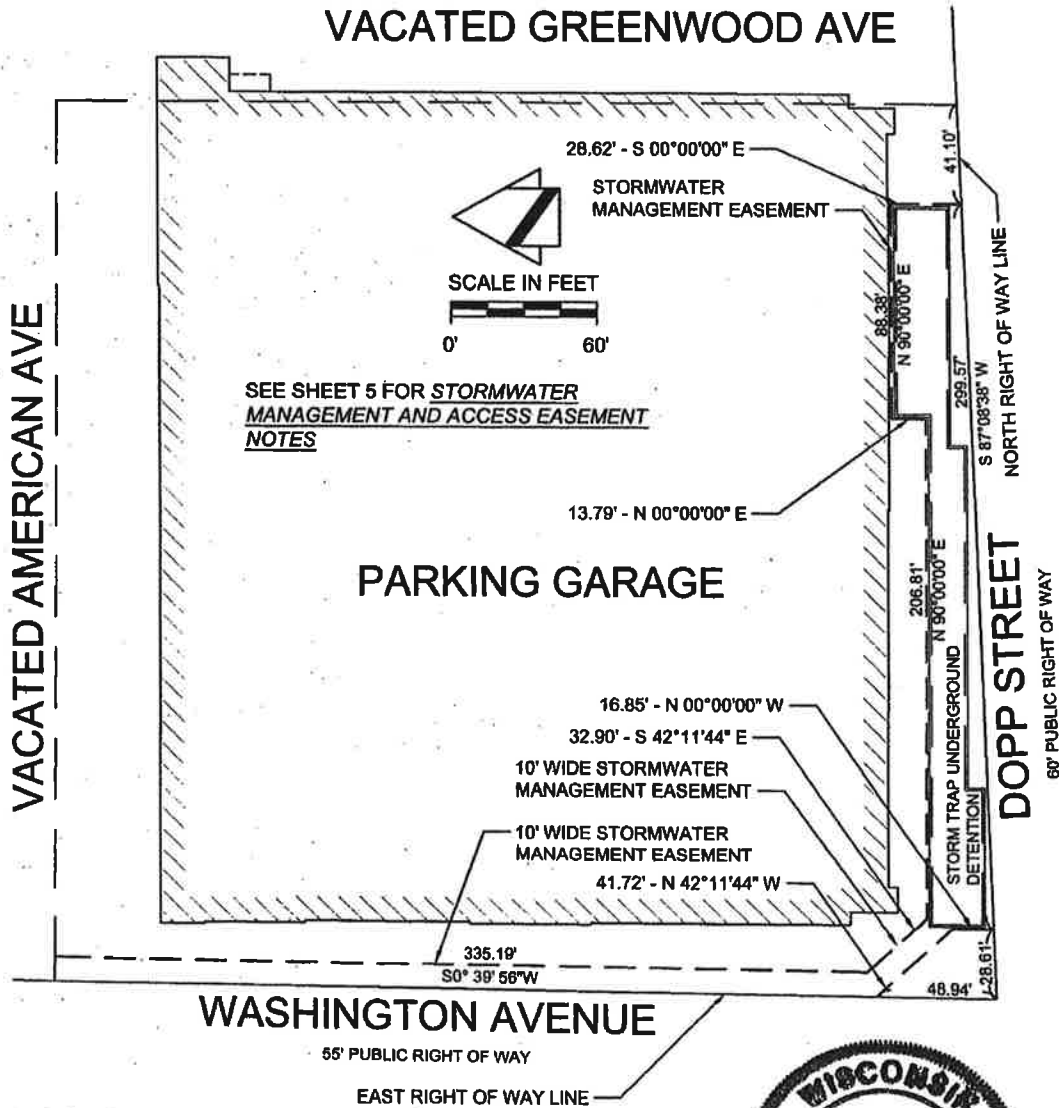 VACATED GREENWOOD AVE
28.62' - S 00°00'00" E
STORMWATER
MANAGEMENT EASEMENT
41.10'
SCALE IN FEET
0' 60'
88.38'
N 90°00'00" E
299.57'
S 87°08'38" W
NORTH RIGHT OF WAY LINE
VACATED AMERICAN AVE
SEE SHEET 5 FOR STORMWATER
MANAGEMENT AND ACCESS EASEMENT
NOTES
13.79' - N 00°00'00" E
PARKING GARAGE
206.81'
N 90°00'00" E
STORM TRAP UNDERGROUND
DETENTION
DOPP STREET
60' PUBLIC RIGHT OF WAY
16.85' - N 00°00'00" W
32.90' - S 42°11'44" E
10' WIDE STORMWATER
MANAGEMENT EASEMENT
10' WIDE STORMWATER
MANAGEMENT EASEMENT
41.72' - N 42°11'44" W
335.19'
S0° 39' 56"W
48.94'
28.61'
WASHINGTON AVENUE
55' PUBLIC RIGHT OF WAY
EAST RIGHT OF WAY LINE
WISCONSIN